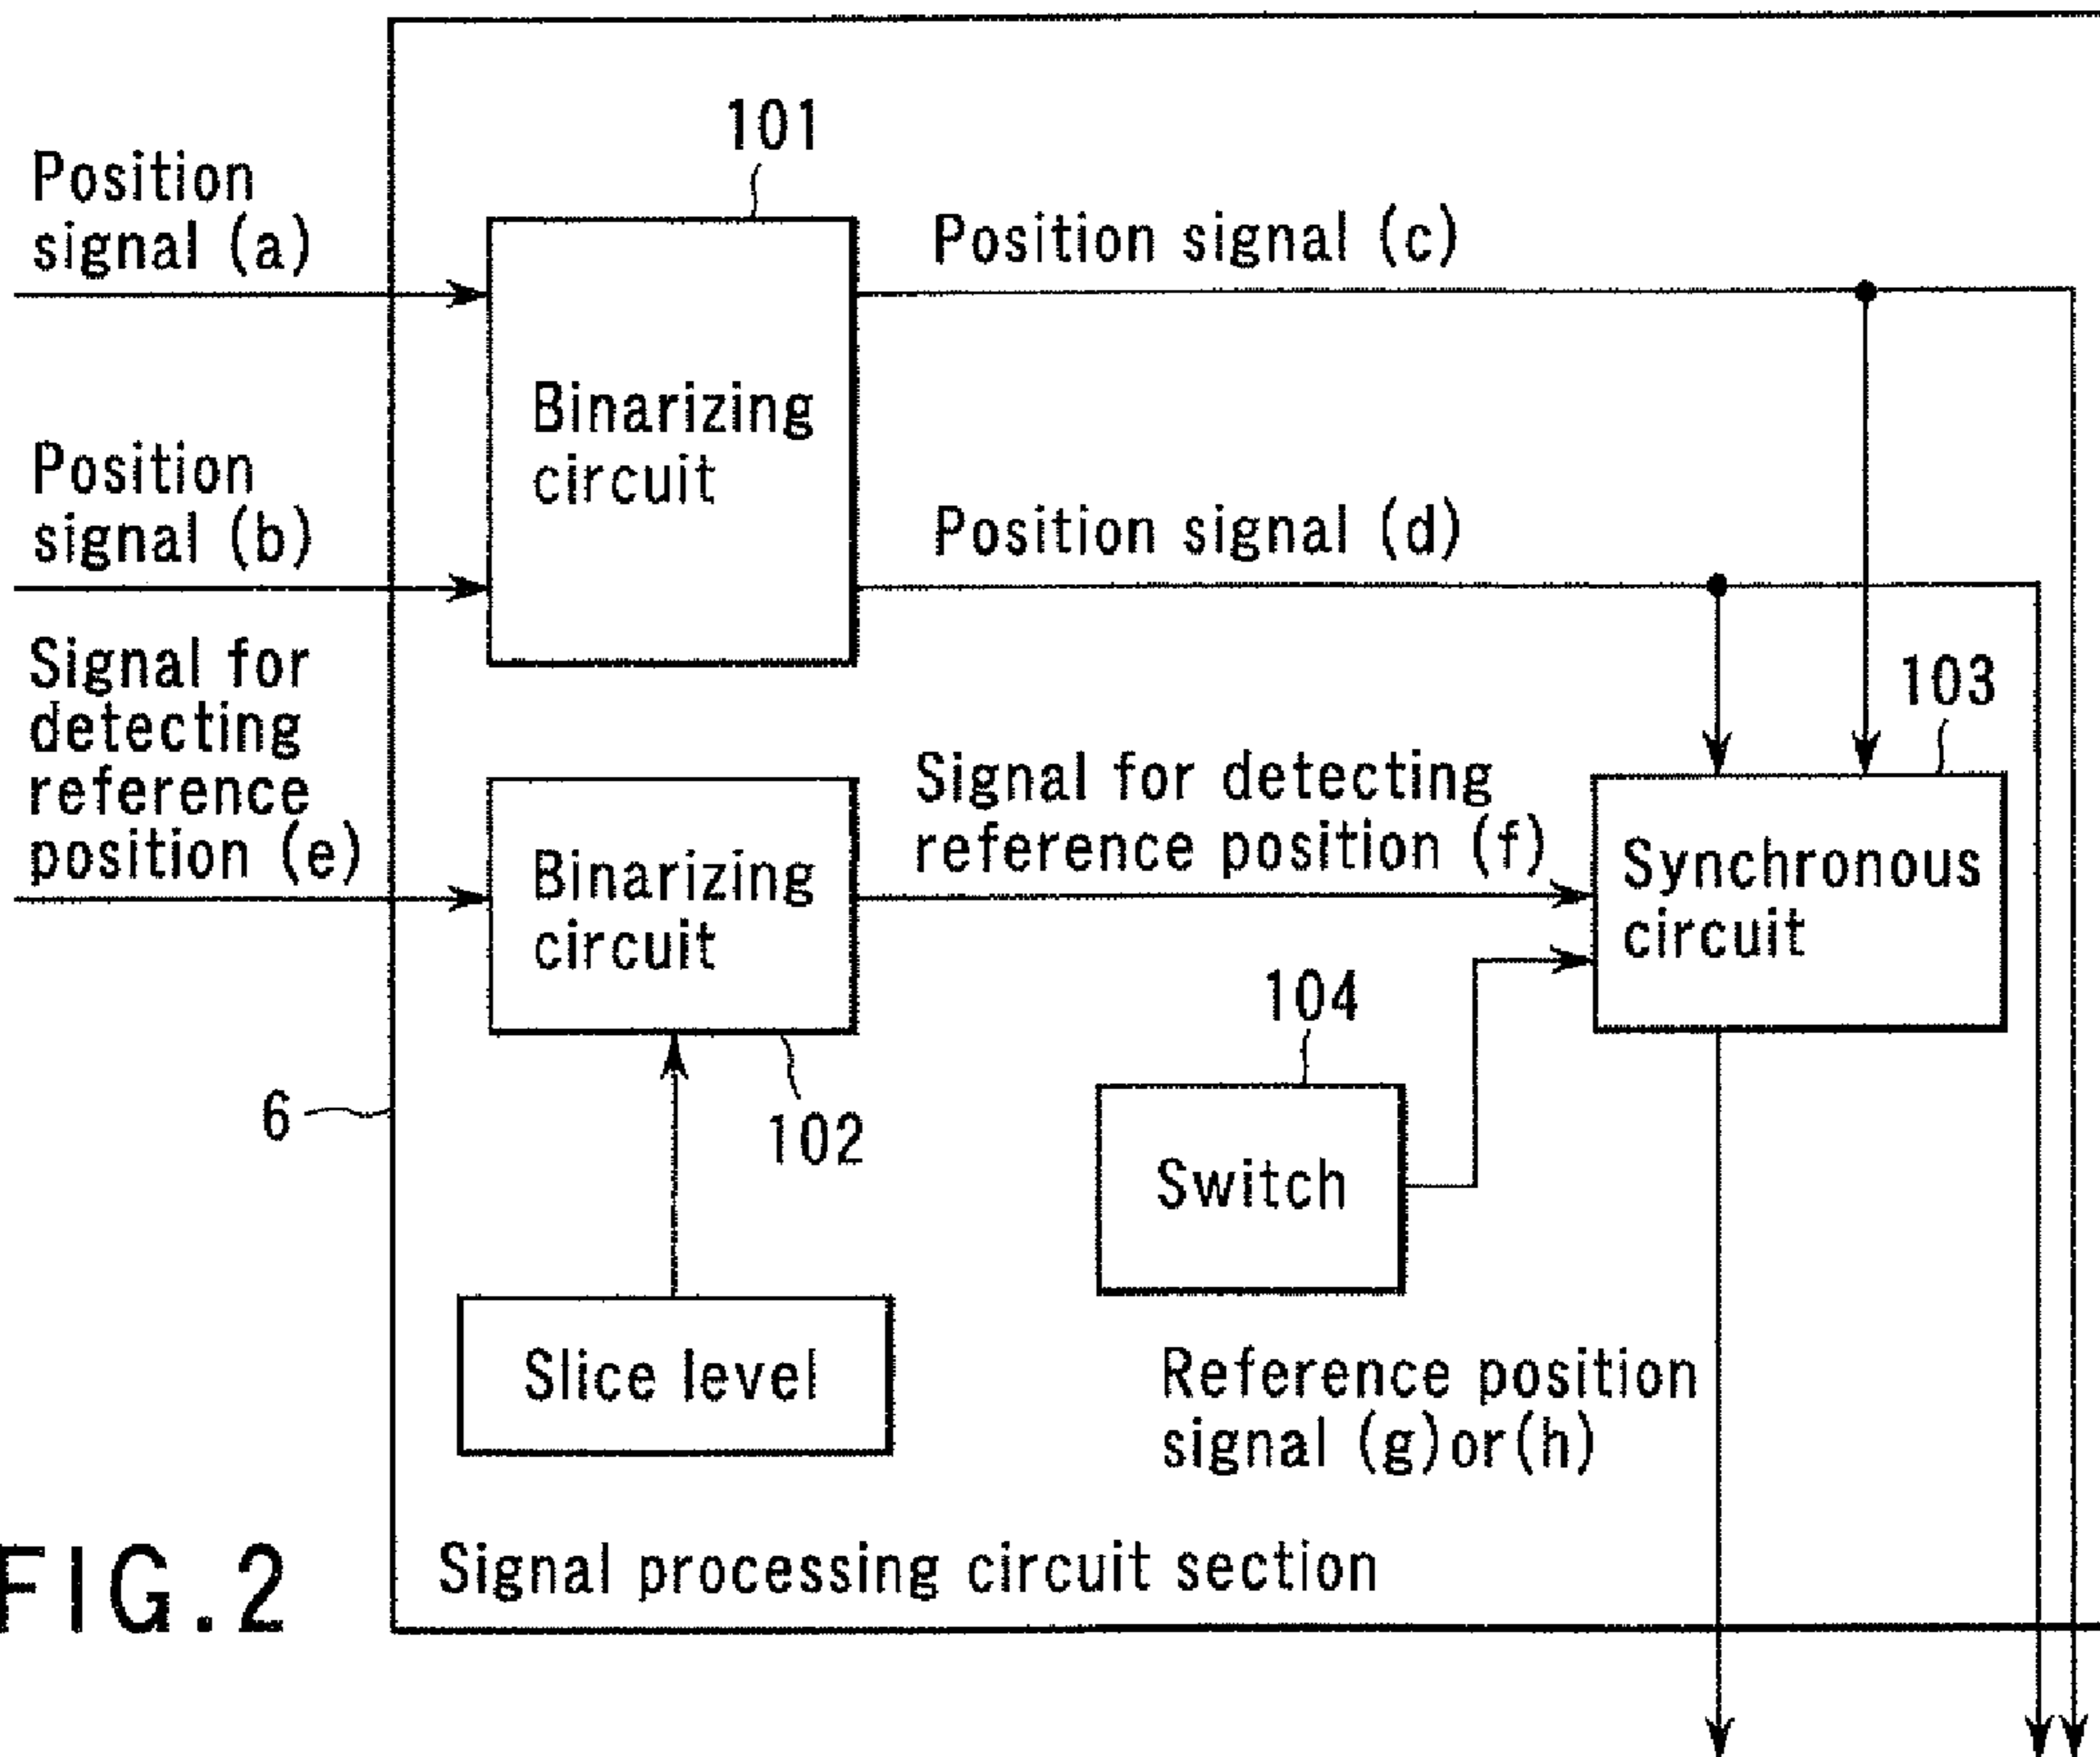 101
Position
signal (a)
Position signal (c)
Binarizing
circuit
Position
signal (b)
Position signal (d)
Signal for
detecting
reference
position (e)
103
Signal for detecting
reference position (f)
Binarizing
circuit
Synchronous
circuit
104
6
102
Switch
Slice level
Reference position
signal (g)or(h)
Signal processing circuit section
FIG.2